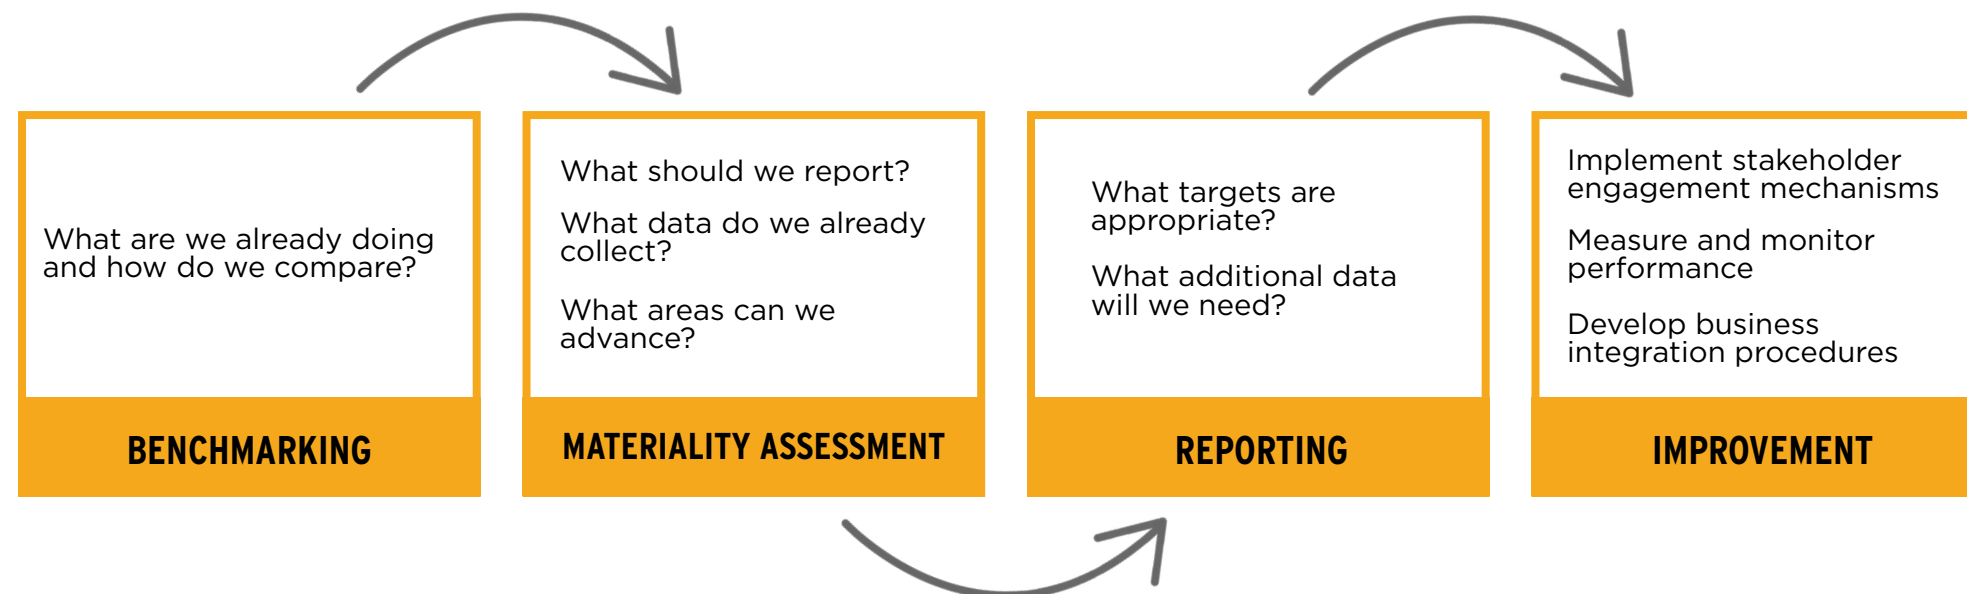 What are we already doing
and how do we compare?
BENCHMARKING
What should we report?
What data do we already
collect?
What areas can we
advance?
MATERIALITY ASSESSMENT
What targets are
appropriate?
What additional data
will we need?
REPORTING
Implement stakeholder
engagement mechanisms
Measure and monitor
performance
Develop business
integration procedures
IMPROVEMENT